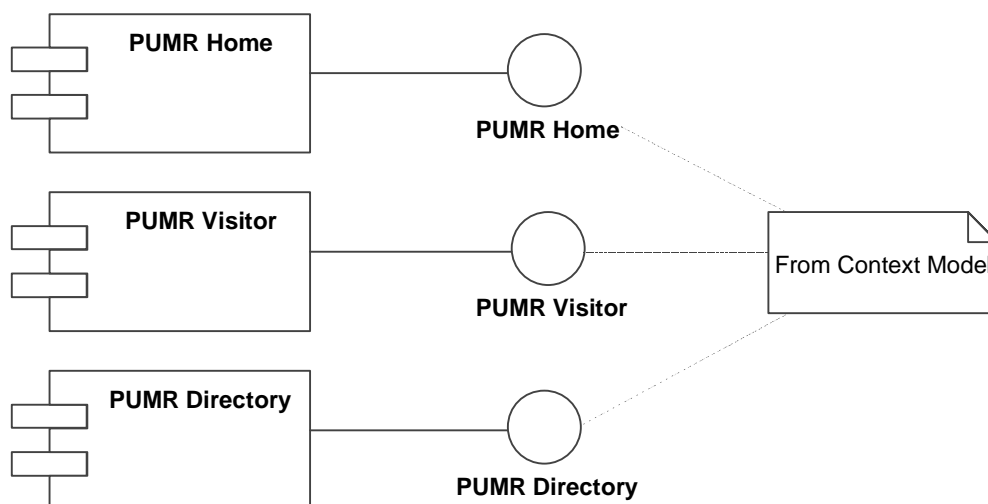 PUMR Home
PUMR Home
PUMR Visitor
From Context Model
PUMR Visitor
PUMR Directory
PUMR Directory